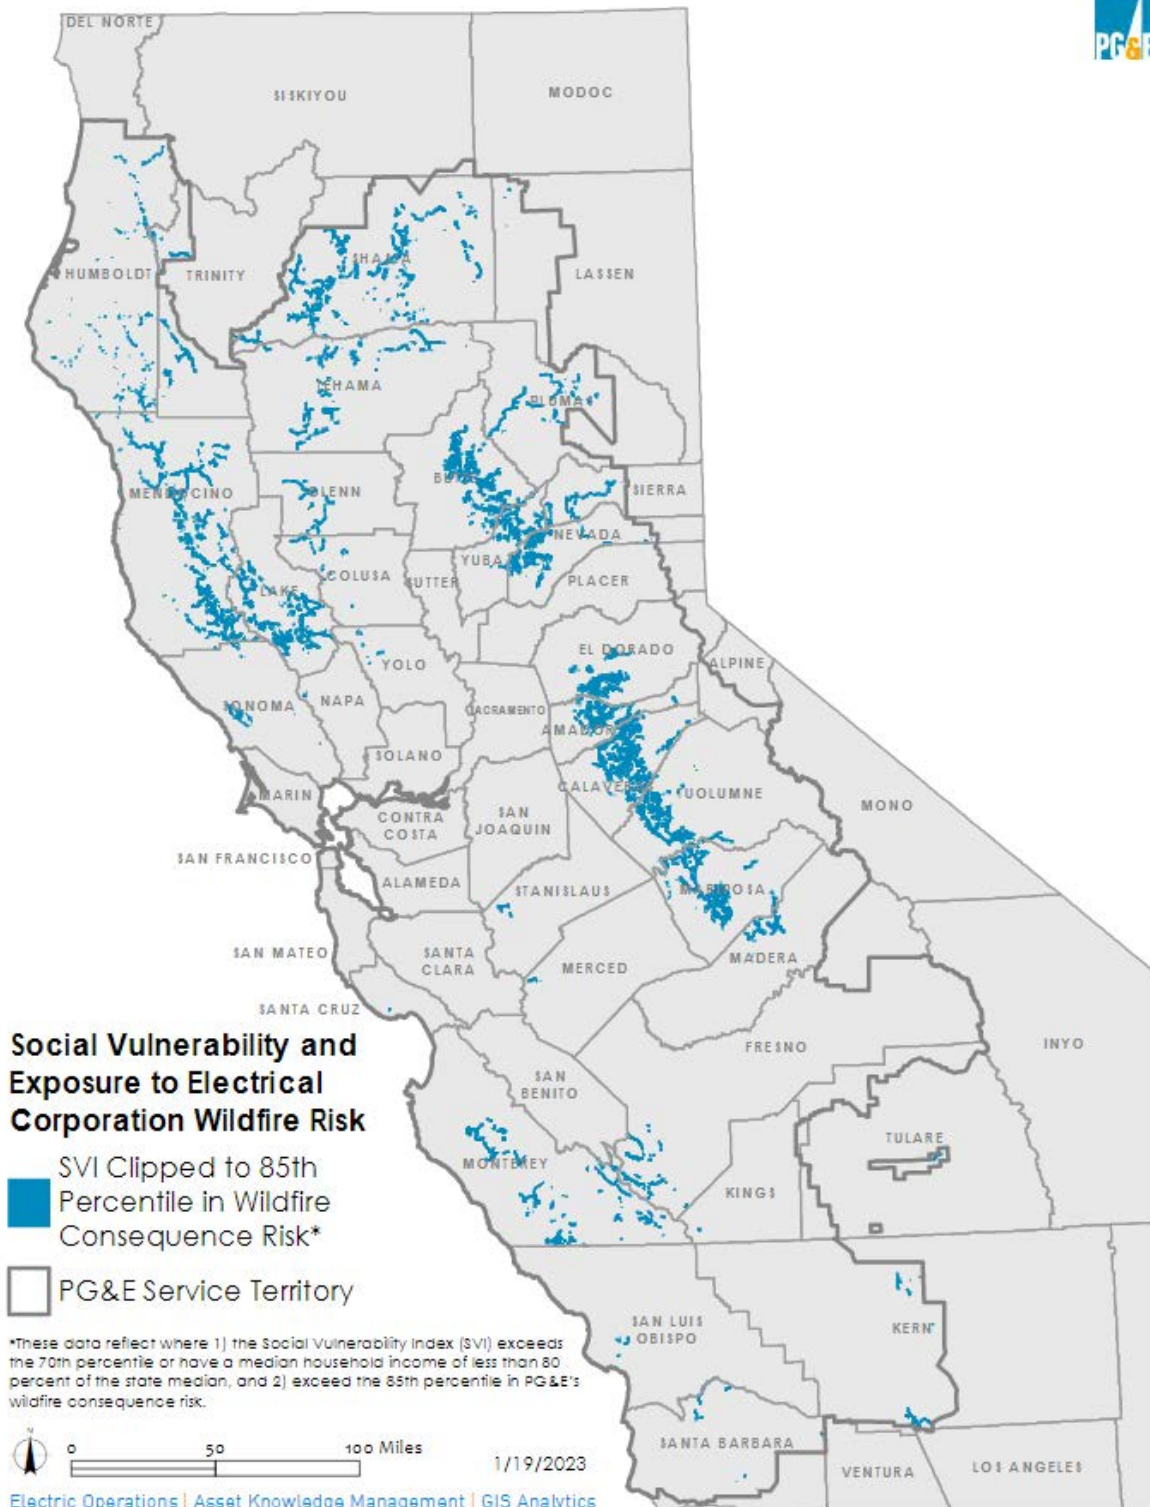 DEL NORTE
PG&E
SISKIYOU
MODOC
HUMBOLDT
TRINITY
SHASTA
LASSEN
TEHAMA
PLUMAS
BUTTE
MENDOCINO
GLENN
SIERRA
NEVADA
YUBA
COLUSA
SUTTER
PLACER
LAKE
EL DORADO
YOLO
ALPINE
SONOMA
NAPA
SACRAMENTO
AMADOR
SOLANO
CALAVERAS
TUOLUMNE
MARIN
MONO
CONTRA
COSTA
SAN
JOAQUIN
SAN FRANCISCO
ALAMEDA
STANISLAUS
MARIPOSA
SAN MATEO
SANTA
CLARA
MERCED
MADERA
SANTA CRUZ
FRESNO
INYO
SAN
BENITO
Social Vulnerability and
Exposure to Electrical
Corporation Wildfire Risk
SVI Clipped to 85th
Percentile in Wildfire
Consequence Risk*
PG&E Service Territory
MONTEREY
TULARE
KINGS
SAN LUIS
OBISPO
KERN
*These data reflect where 1) the Social Vulnerability Index (SVI) exceeds
the 70th percentile or have a median household income of less than 80
percent of the state median, and 2) exceed the 85th percentile in PG&E's
wildfire consequence risk.
N
0 50 100 Miles
1/19/2023
SANTA BARBARA
VENTURA
LOS ANGELES
Electric Operations | Asset Knowledge Management | GIS Analytics